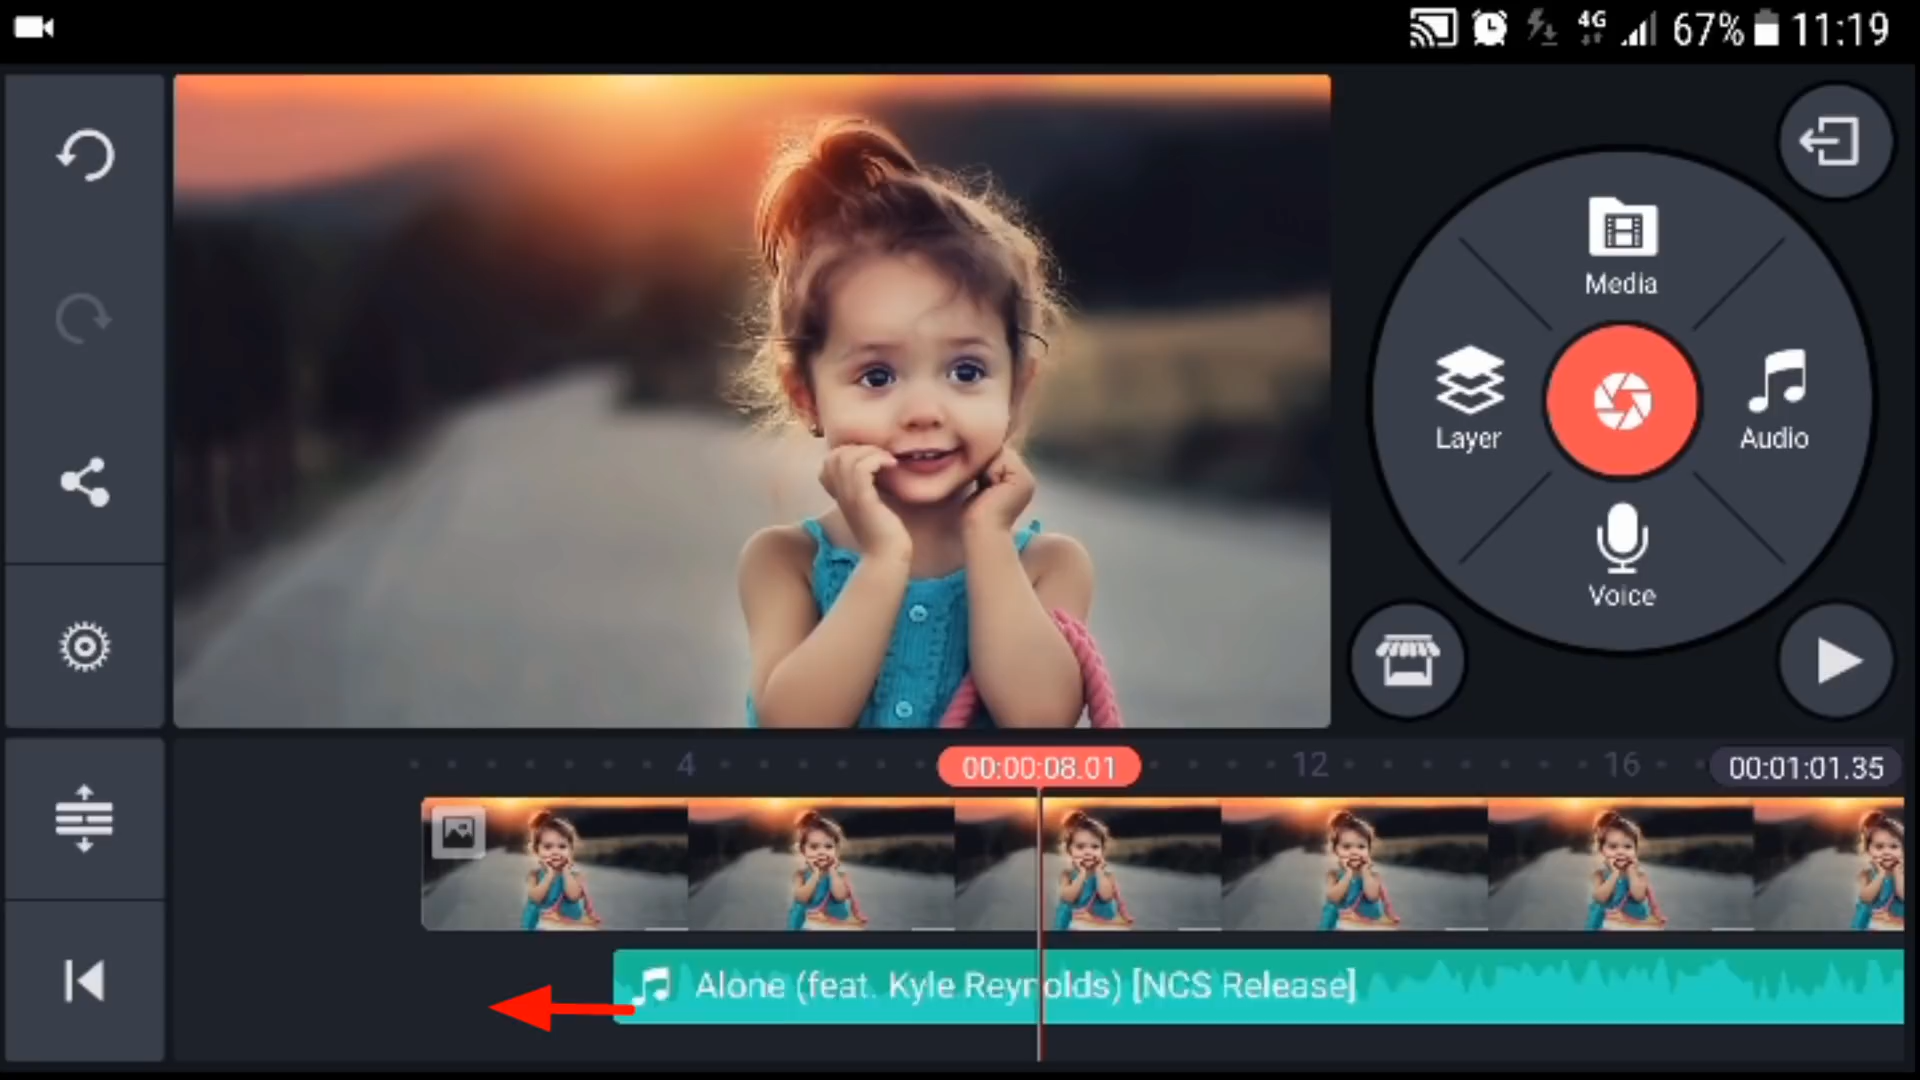 4G 67% 11:19
Media
Layer
Audio
Voice
4 00:00:08.01 12 16 00:01:01.35
Alone (feat. Kyle Reynolds) [NCS Release]